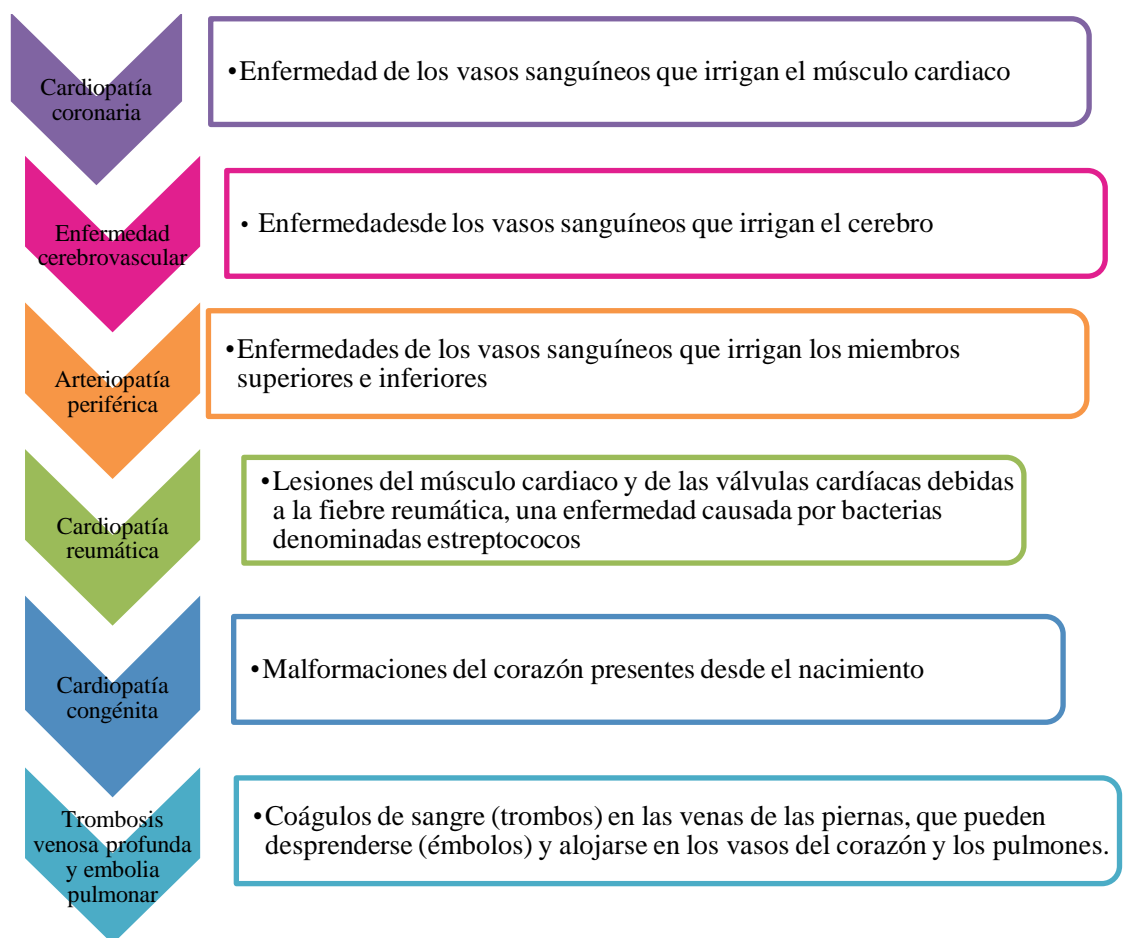 Cardiopatía
coronaria
•Enfermedad de los vasos sanguíneos que irrigan el músculo cardiaco
Enfermedad
cerebrovascular
• Enfermedadesde los vasos sanguíneos que irrigan el cerebro
Arteriopatía
periférica
•Enfermedades de los vasos sanguíneos que irrigan los miembros
superiores e inferiores
Cardiopatía
reumática
•Lesiones del músculo cardiaco y de las válvulas cardíacas debidas
a la fiebre reumática, una enfermedad causada por bacterias
denominadas estreptococos
Cardiopatía
congénita
•Malformaciones del corazón presentes desde el nacimiento
Trombosis
venosa profunda
y embolia
pulmonar
•Coágulos de sangre (trombos) en las venas de las piernas, que pueden
desprenderse (émbolos) y alojarse en los vasos del corazón y los pulmones.